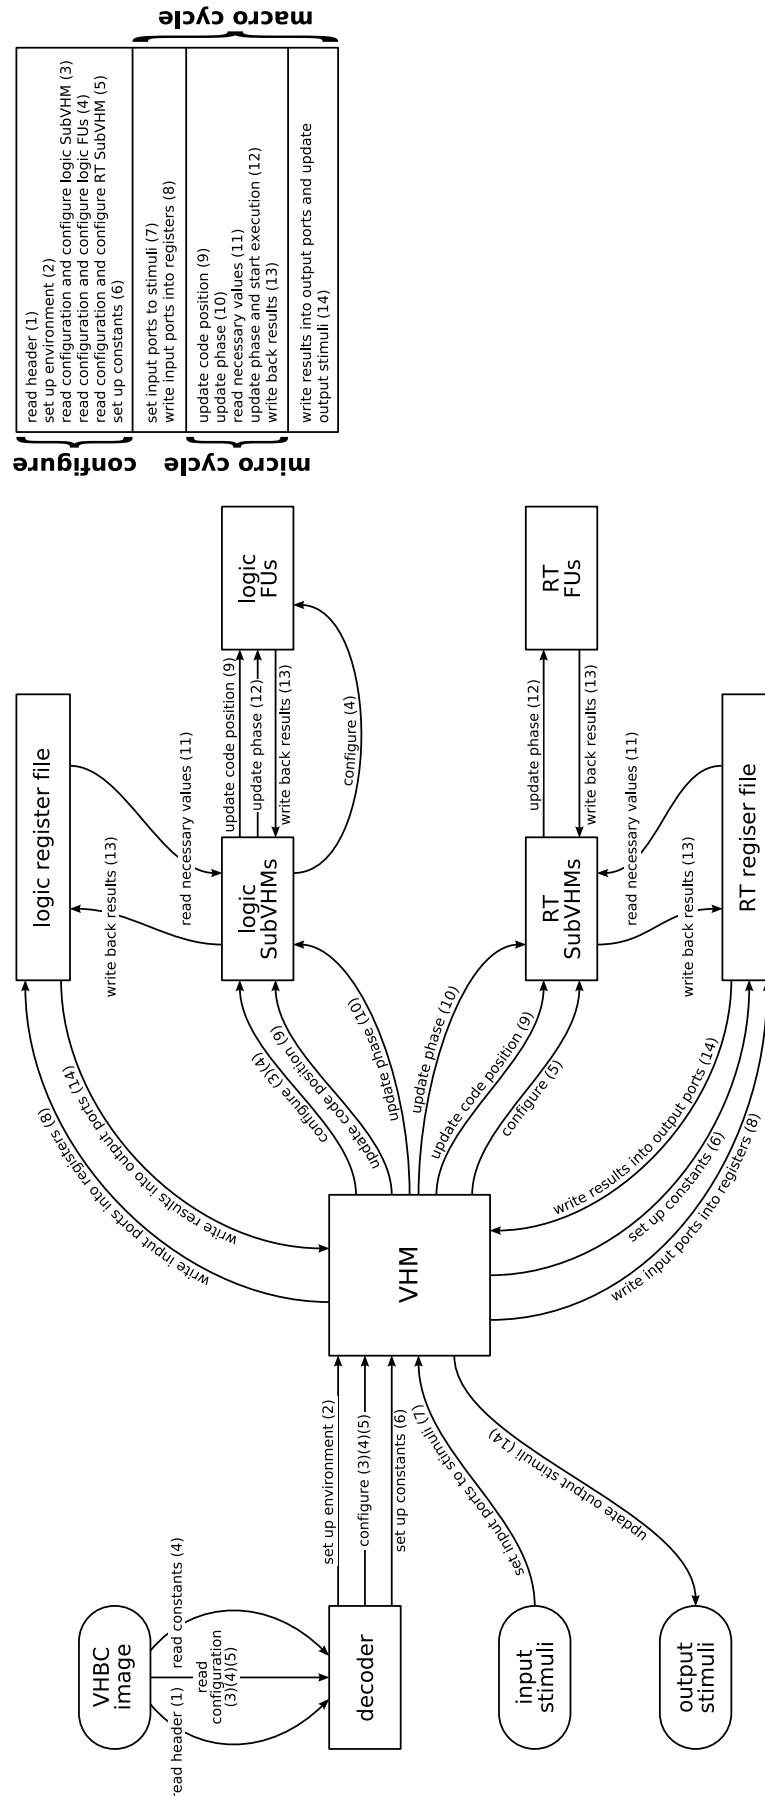 macro cycle
read header (1)
set up environment (2)
read configuration and configure logic SubVHM (3)
read configuration and configure logic FUs (4)
read configuration and configure RT SubVHM (5)
set up constants (6)
set input ports to stimuli (7)
write input ports into registers (8)
update code position (9)
update phase (10)
read necessary values (11)
update phase and start execution (12)
write back results (13)
write results into output ports and update
output stimuli (14)
configure
micro cycle
logic
FUs
RT
FUs
update code position (9)
update phase (12)
write back results (13)
configure (4)
update phase (12)
write back results (13)
logic register file
read necessary values (11)
write back results (13)
logic
SubVHMs
RT
SubVHMs
read necessary values (11)
write back results (13)
RT regiser file
write input ports into registers (8)
write results into output ports (14)
configure (3)(4)
update code position (9)
update phase (10)
update phase (10)
update code position (9)
configure (5)
write results into output ports (14)
set up constants (6)
write input ports into registers (8)
VHM
set up environment (2)
configure (3)(4)(5)
set up constants (6)
set input ports to stimuli (7)
update output stimuli (14)
VHBC
image
read constants (4)
read
configuration
(3)(4)(5)
read header (1)
decoder
input
stimuli
output
stimuli